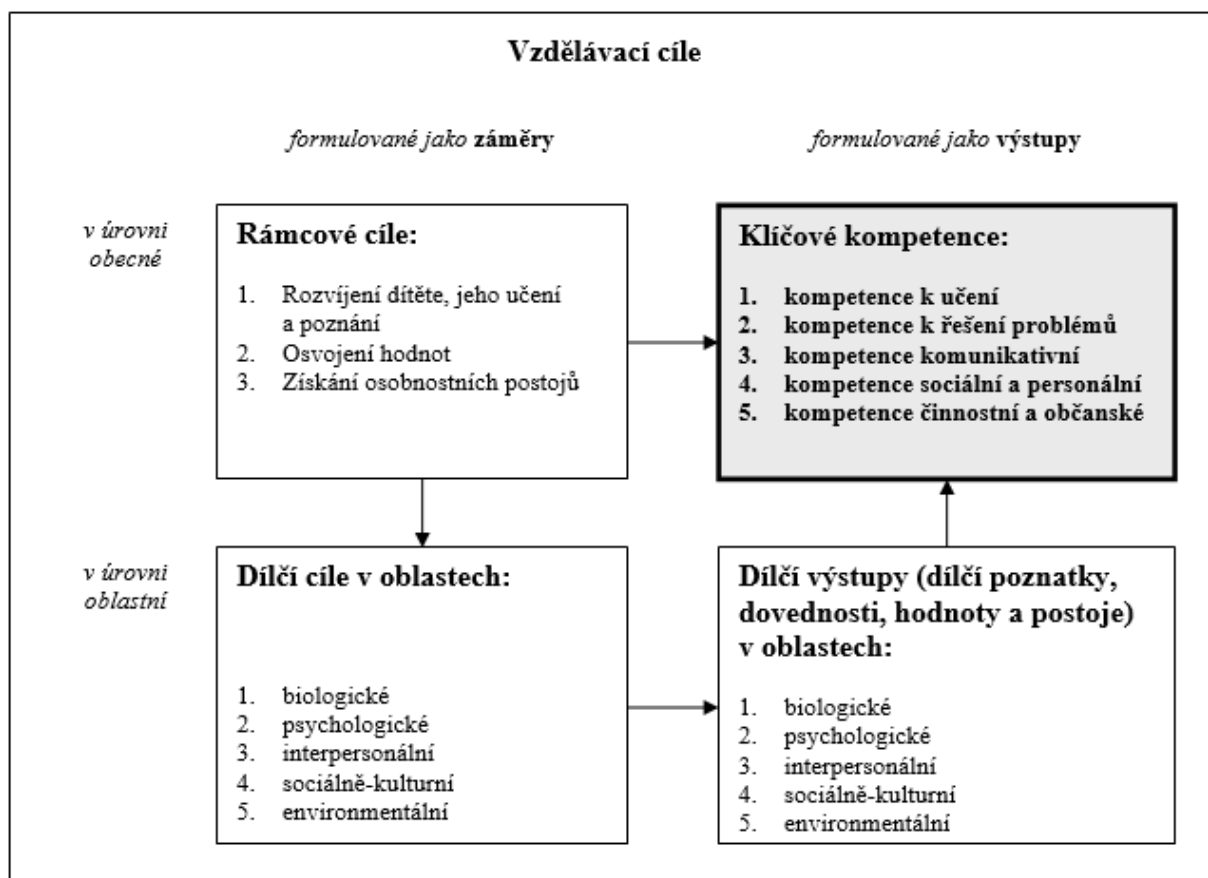 Vzdělávací cíle
formulované jako záměry
formulované jako výstupy
v úrovni
obecné
Rámcové cíle:
1. Rozvíjení dítěte, jeho učení
a poznání
2. Osvojení hodnot
3. Získání osobnostních postojů
Klíčové kompetence:
1. kompetence k učení
2. kompetence k řešení problémů
3. kompetence komunikativní
4. kompetence sociální a personální
5. kompetence činnostní a občanské
v úrovni
oblastní
Dílčí cíle v oblastech:
1. biologické
2. psychologické
3. interpersonální
4. sociálně-kulturní
5. environmentální
Dílčí výstupy (dílčí poznatky,
dovednosti, hodnoty a postoje)
v oblastech:
1. biologické
2. psychologické
3. interpersonální
4. sociálně-kulturní
5. environmentální